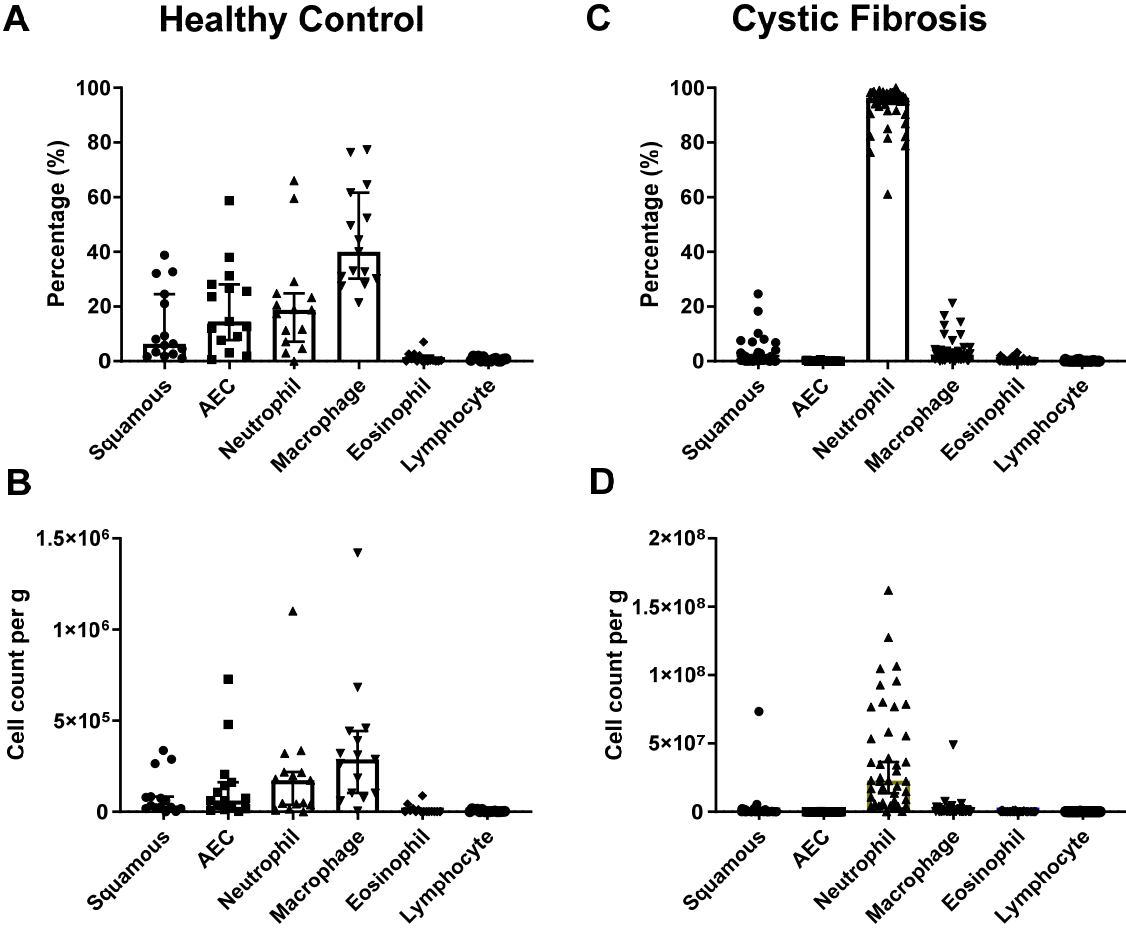 A
Healthy Control
Percentage (%)
100
80
60
40
20
0
Squamous
AEC
Neutrophil
Macrophage
Eosinophil
Lymphocyte
C
Cystic Fibrosis
Percentage (%)
100
80
60
40
20
0
Squamous
AEC
Neutrophil
Macrophage
Eosinophil
Lymphocyte
B
Cell count per g
1.5×10⁶
1×10⁶
5×10⁵
0
Squamous
AEC
Neutrophil
Macrophage
Eosinophil
Lymphocyte
D
Cell count per g
2×10⁸
1.5×10⁸
1×10⁸
5×10⁷
0
Squamous
AEC
Neutrophil
Macrophage
Eosinophil
Lymphocyte